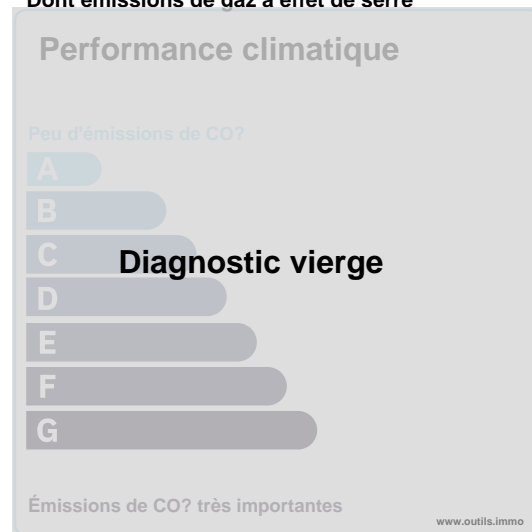 Dont émissions de gaz à effet de serre
Performance climatique
Peu d'émissions de CO?
A
B
C
Diagnostic vierge
D
E
F
G
Émissions de CO? très importantes
www.outils.immo